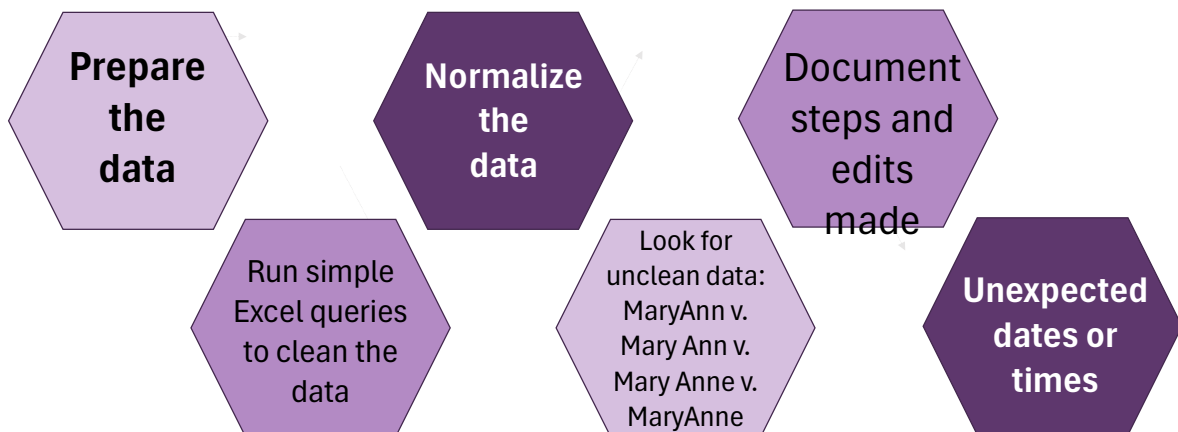 Prepare
the
data
Run simple
Excel queries
to clean the
data
Normalize
the
data
Look for
unclean data:
MaryAnn v.
Mary Ann v.
Mary Anne v.
MaryAnne
Document
steps and
edits
made
Unexpected
dates or
times